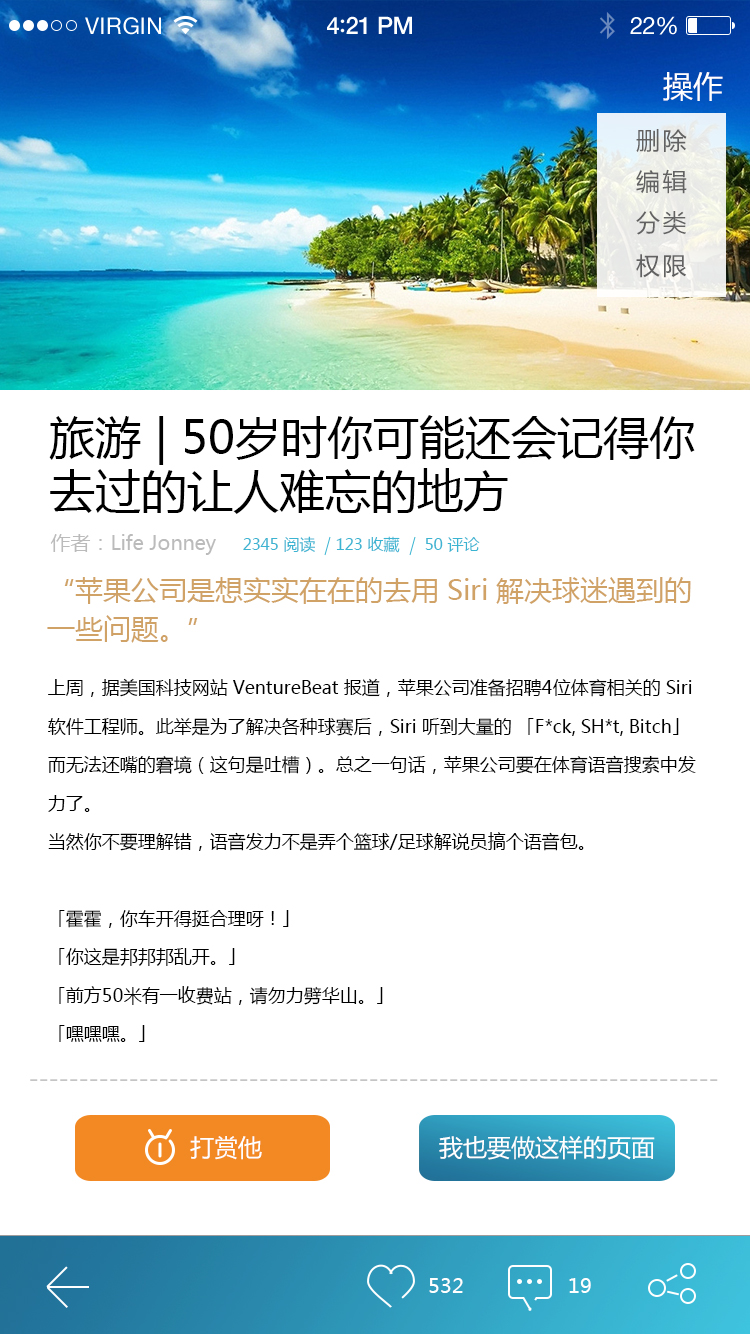 VIRGIN 4:21 PM 22%
操作
删除
编辑
分类
权限
旅游 | 50岁时你可能还会记得你
去过的让人难忘的地方
作者：Life Jonney 2345 阅读 / 123 收藏 / 50 评论
“苹果公司是想实实在在的去用 Siri 解决球迷遇到的
一些问题。”
上周，据美国科技网站 VentureBeat 报道，苹果公司准备招聘4位体育相关的 Siri
软件工程师。此举是为了解决各种球赛后，Siri 听到大量的 「F*ck, SH*t, Bitch」
而无法还嘴的窘境（这句是吐槽）。总之一句话，苹果公司要在体育语音搜索中发
力了。
当然你不要理解错，语音发力不是弄个篮球/足球解说员搞个语音包。
「霍霍，你车开得挺合理呀！」
「你这是邦邦邦乱开。」
「前方50米有一收费站，请勿力劈华山。」
「嘿嘿嘿。」
打赏他
我也要做这样的页面
532 19